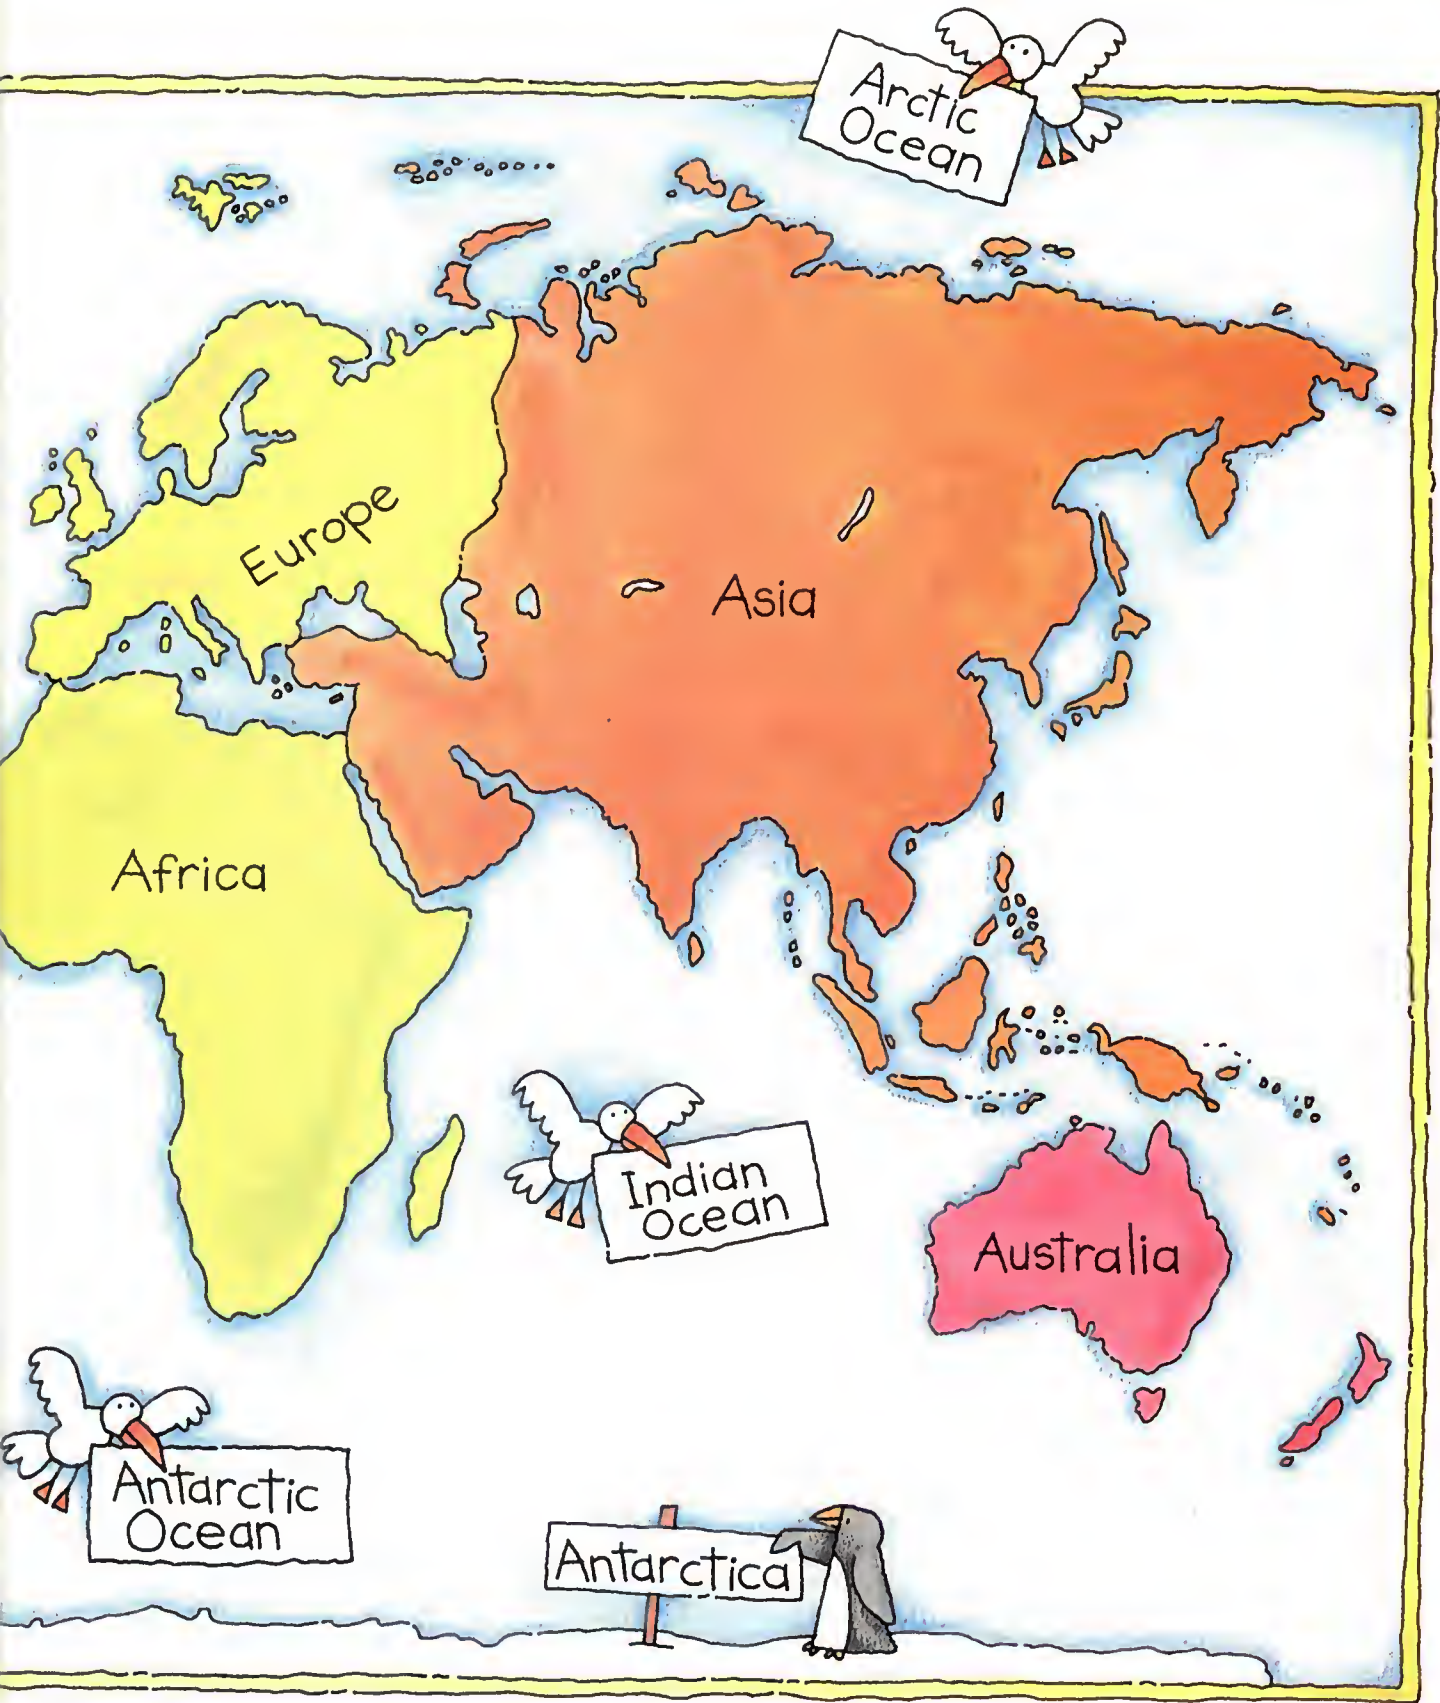 Arctic
Ocean
Europe
Asia
Africa
Indian
Ocean
Australia
Antarctic
Ocean
Antarctica